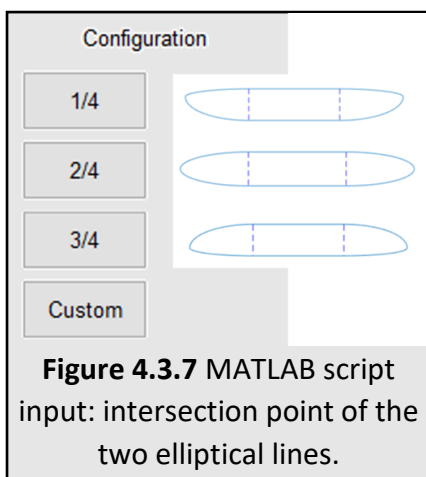 Configuration
1/4
2/4
3/4
Custom
Figure 4.3.7 MATLAB script
input: intersection point of the
two elliptical lines.